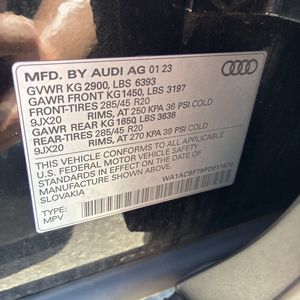 MFD. BY AUDI AG 01 23
GVWR KG 2900, LBS 6393
GAWR FRONT KG1450, LBS 3197
FRONT-TIRES 285/45 R20
9JX20 RIMS, AT 250 KPA 36 PSI COLD
GAWR REAR KG 1650 LBS 3638
REAR-TIRES 285/45 R20
9JX20 RIMS, AT 270 KPA 39 PSI COLD
THIS VEHICLE CONFORMS TO ALL APPLICABLE
U.S. FEDERAL MOTOR VEHICLE SAFETY STAN-
DARDS IN EFFECT ON THE DATE OF
MANUFACTURE SHOWN ABOVE.
SLOVAKIA
TYPE:
MPV